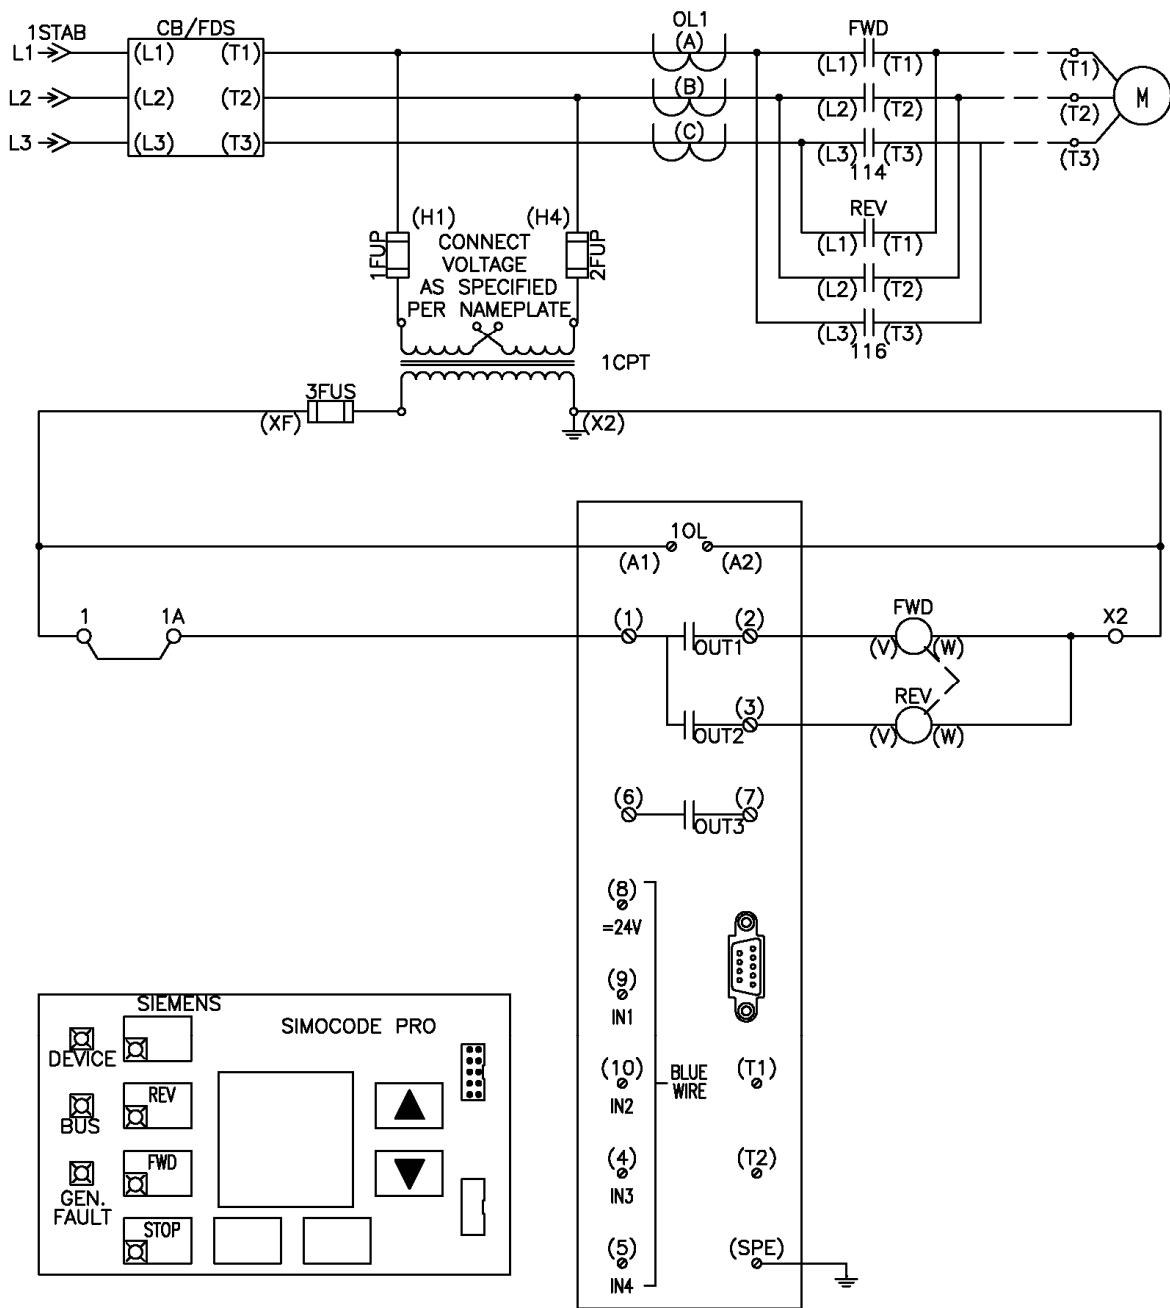 1STAB CB/FDS OL1 FWD
L1 (L1) (T1) (A) (L1) (T1) (T1)
L2 (L2) (T2) (B) (L2) (T2) (T2) M
L3 (L3) (T3) (C) (L3) (T3) (T3)
114
REV
(L1) (T1)
(L2) (T2)
(L3) (T3)
116
(H1) (H4)
1FUP
2FUP
CONNECT
VOLTAGE
AS SPECIFIED
PER NAMEPLATE
1CPT
3FUS
(XF) (X2)
1OL
(A1) (A2)
1 1A (1) (2) FWD X2
OUT1 (V) (W)
(3) REV
OUT2 (V) (W)
(6) (7)
OUT3
(8)
=24V
(9)
IN1
(10) (T1)
IN2
BLUE
WIRE
(4) (T2)
IN3
(5) (SPE)
IN4
SIEMENS
SIMOCODE PRO
DEVICE
REV
BUS
FWD
GEN.
FAULT
STOP